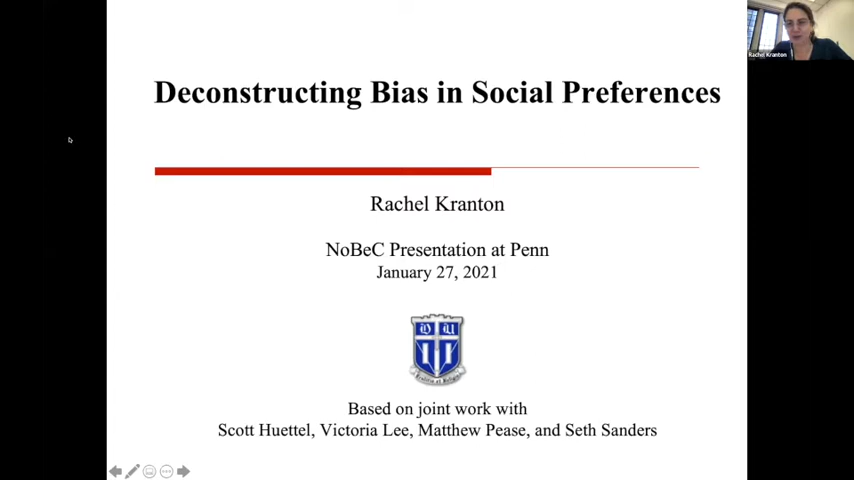 Rachel Kranton
Deconstructing Bias in Social Preferences
Rachel Kranton
NoBeC Presentation at Penn
January 27, 2021
D U
Based on joint work with
Scott Huettel, Victoria Lee, Matthew Pease, and Seth Sanders